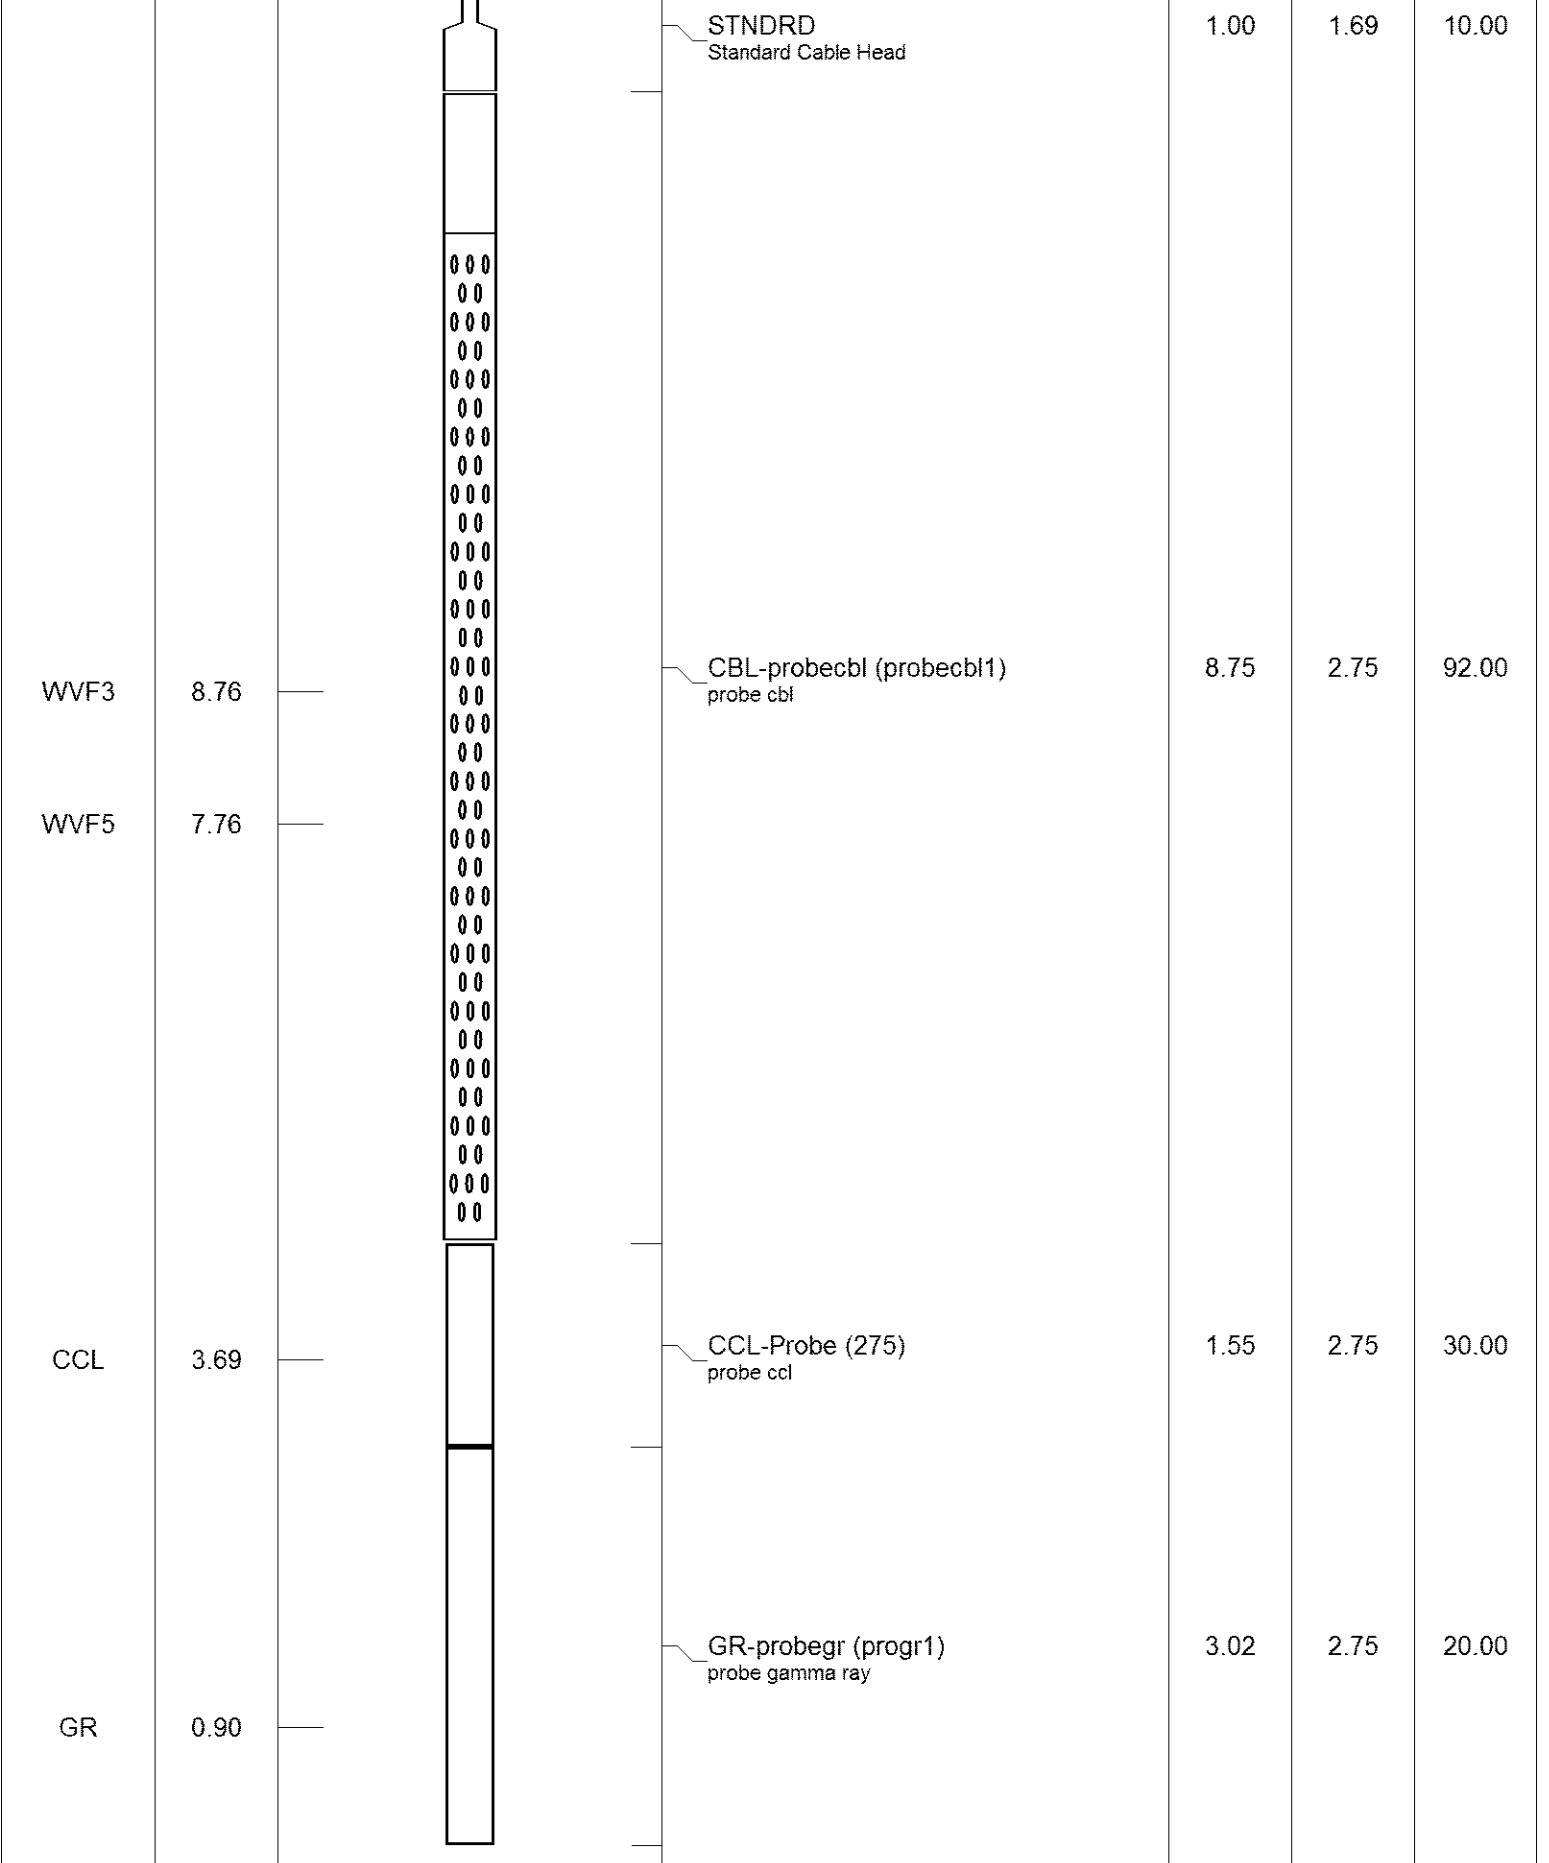 STNDRD 1.00 1.69 10.00
Standard Cable Head
CBL-probecbl (probecbl1) 8.75 2.75 92.00
WVF3 8.76 probe cbl
WVF5 7.76
CCL-Probe (275) 1.55 2.75 30.00
CCL 3.69 probe ccl
GR-probegr (progr1) 3.02 2.75 20.00
probe gamma ray
GR 0.90